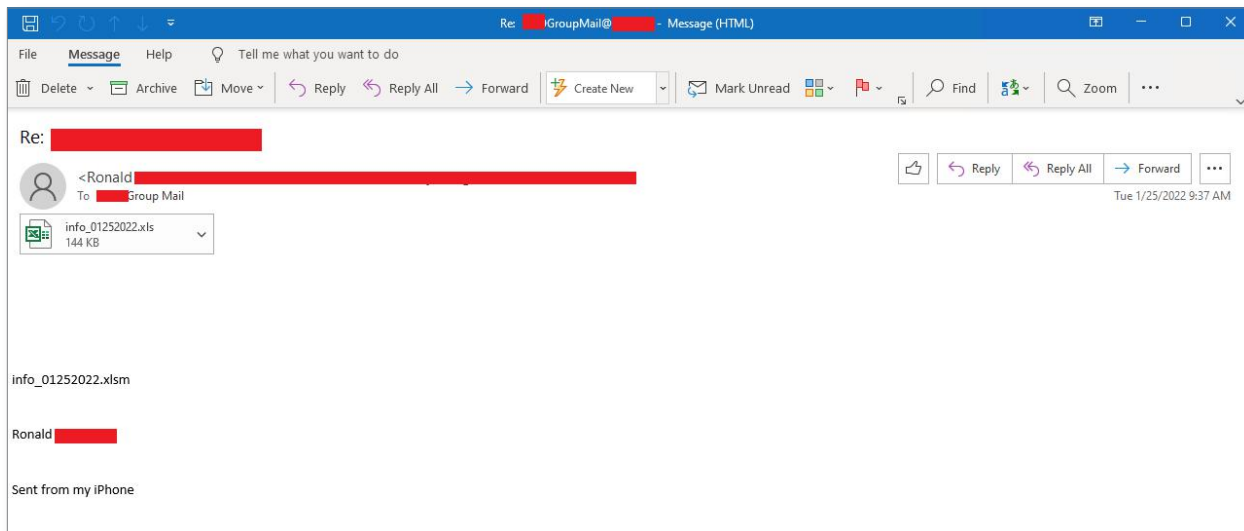 Re: GroupMail@ - Message (HTML)
File Message Help Tell me what you want to do
Delete Archive Move Reply Reply All Forward Create New Mark Unread Find Zoom
Re:
<Ronald
To Group Mail
Reply Reply All Forward
Tue 1/25/2022 9:37 AM
info_01252022.xls
144 KB
info_01252022.xlsm
Ronald
Sent from my iPhone